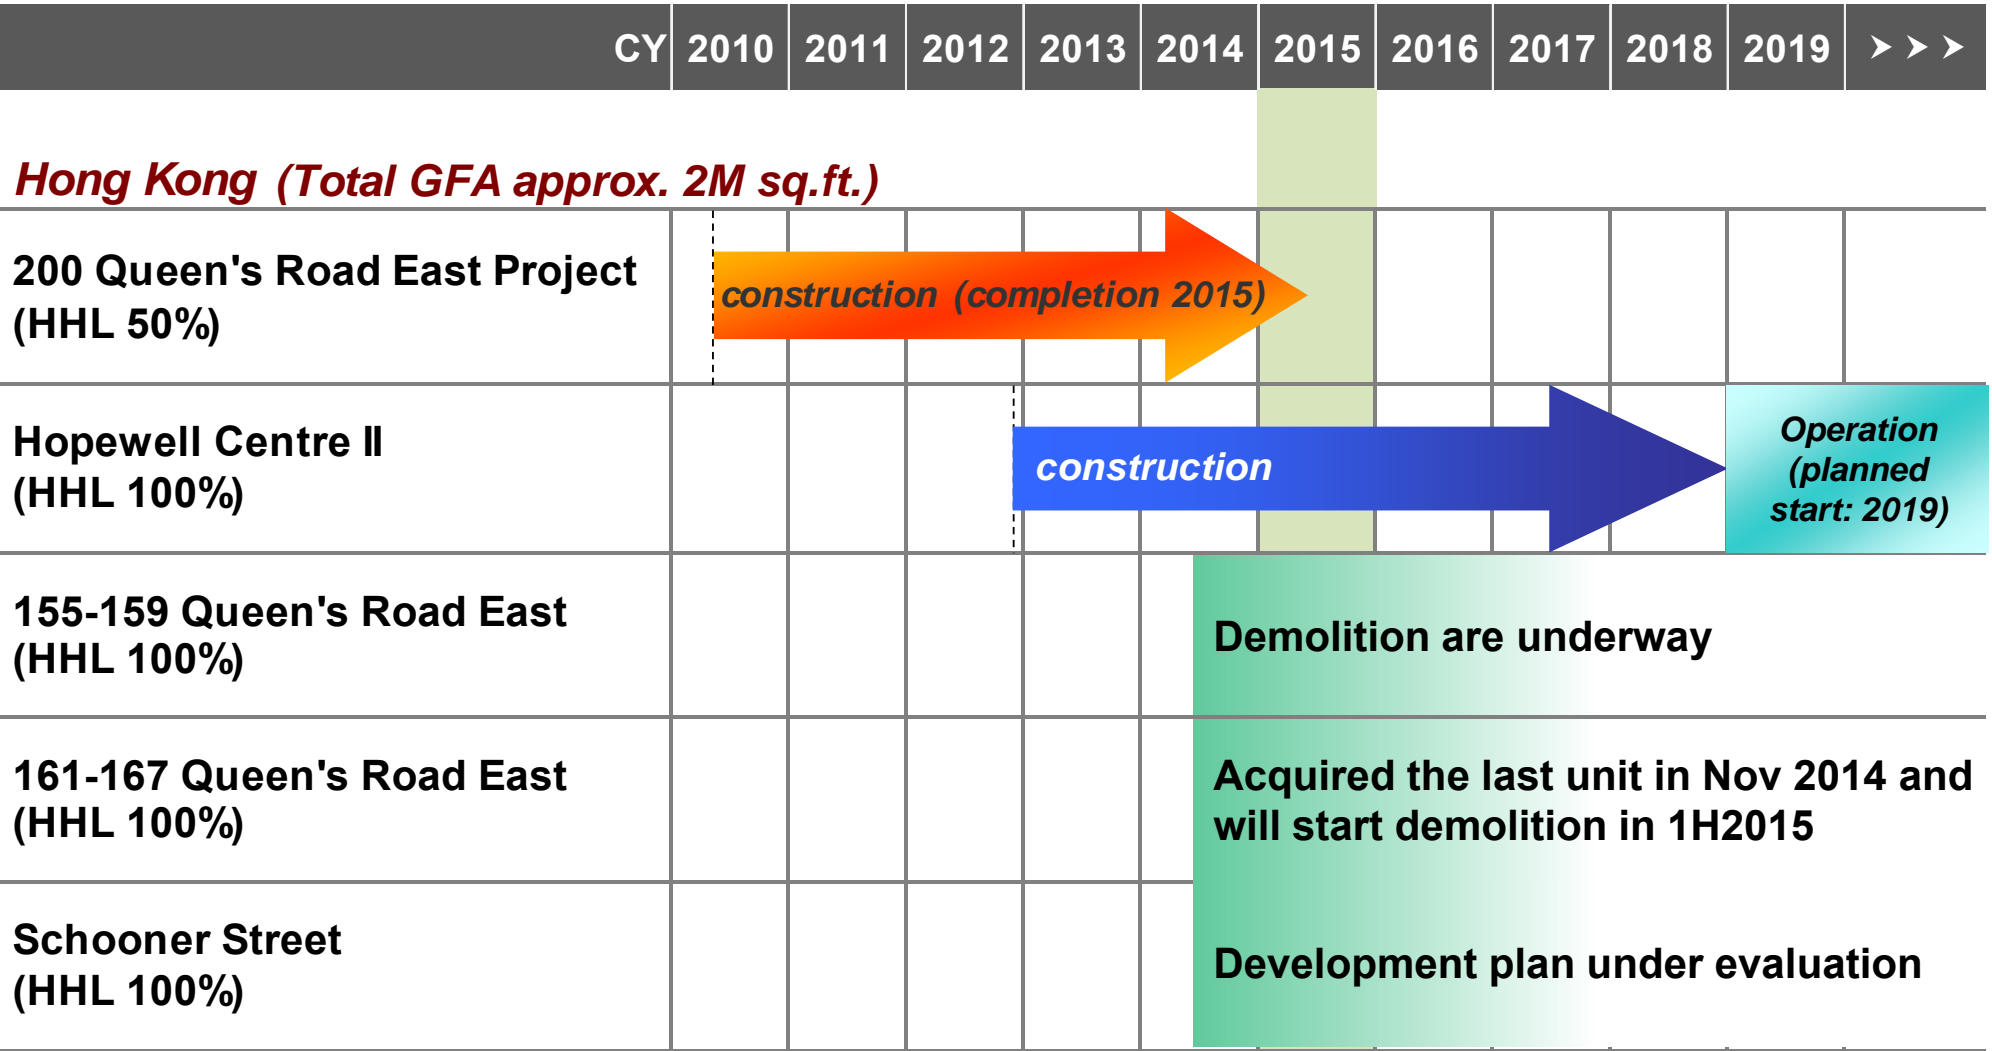 CY 2010 2011 2012 2013 2014 2015 2016 2017 2018 2019 ➤ ➤ ➤
Hong Kong (Total GFA approx. 2M sq.ft.)
200 Queen's Road East Project
(HHL 50%)
construction (completion 2015)
Hopewell Centre II
(HHL 100%)
construction
Operation
(planned
start: 2019)
155-159 Queen's Road East
(HHL 100%)
Demolition are underway
161-167 Queen's Road East
(HHL 100%)
Acquired the last unit in Nov 2014 and
will start demolition in 1H2015
Schooner Street
(HHL 100%)
Development plan under evaluation